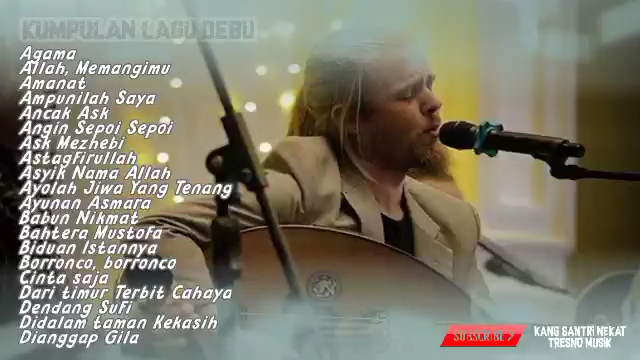 KUMPULAN LAGU DEBU
Agama
Allah, Memangimu
Amanat
Ampunilah Saya
Ancak Ask
Angin Sepoi Sepoi
Ask Mezhebi
Astagfirullah
Asyik Nama Allah
Ayolah Jiwa Yang Tenang
Ayunan Asmara
Babun Nikmat
Bahtera Mustofa
Biduan Istannya
Borronco, borronco
Cinta saja
Dari timur Terbit Cahaya
Dendang Sufi
Didalam taman Kekasih
Dianggap Gila
SUBSCRIBE
KANG SANTRI NEKAT
TRESNO MUSIK